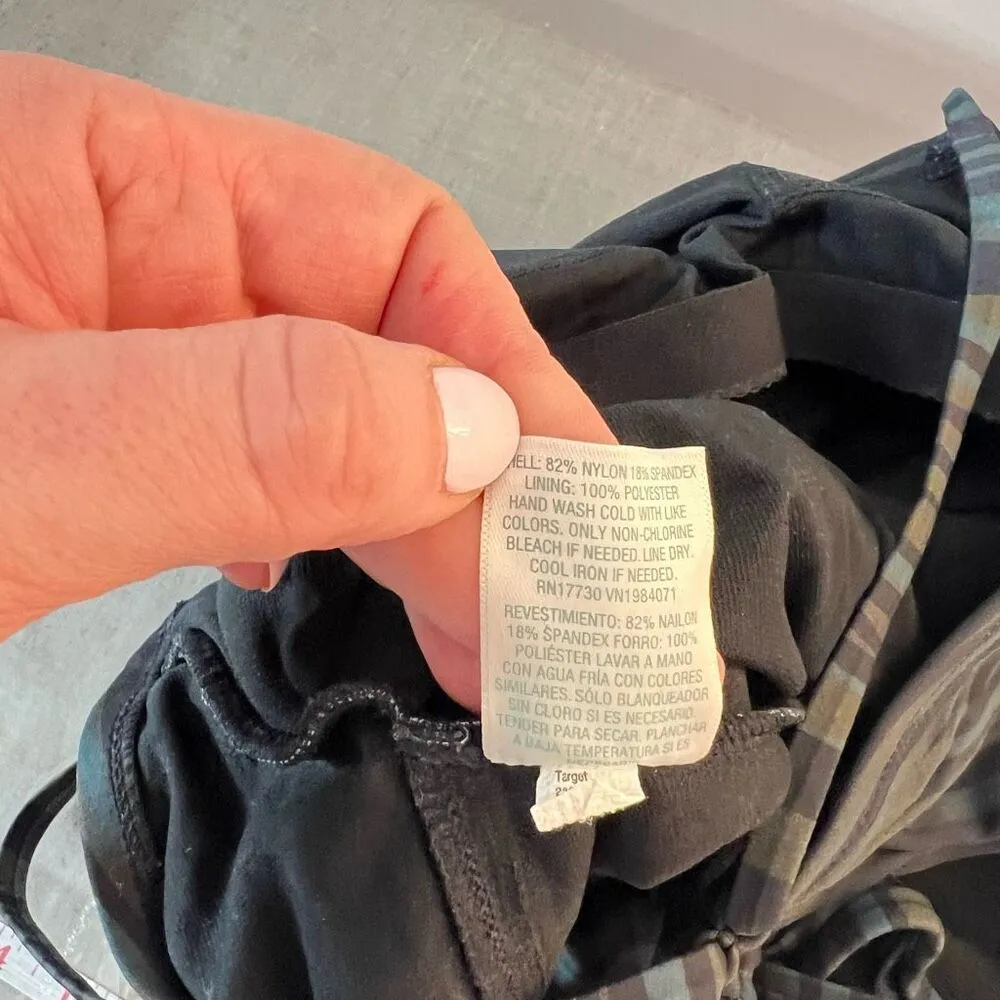 HELL: 82% NYLON 18% SPANDEX
LINING: 100% POLYESTER
HAND WASH COLD WITH LIKE
COLORS. ONLY NON-CHLORINE
BLEACH IF NEEDED. LINE DRY.
COOL IRON IF NEEDED.
RN17730 VN1984071
REVESTIMIENTO: 82% NAILON
18% SPANDEX FORRO: 100%
POLIÉSTER LAVAR A MANO
CON AGUA FRÍA CON COLORES
SIMILARES. SÓLO BLANQUEADOR
SIN CLORO SI ES NECESARIO.
TENDER PARA SECAR. PLANCHAR
A BAJA TEMPERATURA SI ES
Target
4